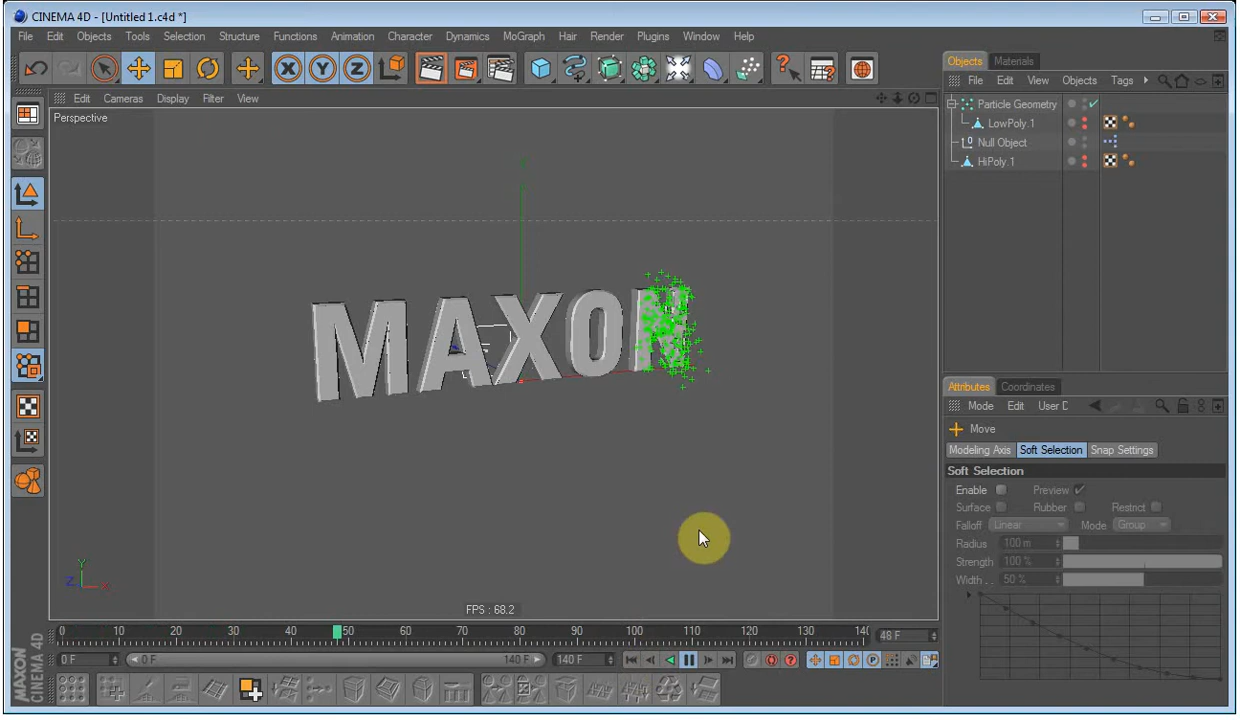 CINEMA 4D - [Untitled 1.c4d *]
File Edit Objects Tools Selection Structure Functions Animation Character Dynamics MoGraph Hair Render Plugins Window Help
X Y Z
Objects Materials
File Edit View Objects Tags
Edit Cameras Display Filter View
Perspective
Particle Geometry
LowPoly.1
Null Object
HiPoly.1
MAXON
Attributes Coordinates
Mode Edit User D
Move
Modeling Axis Soft Selection Snap Settings
Soft Selection
Enable Preview
Surface Rubber Restrict
Falloff Linear Mode Group
Radius 100 m
Strength 100 %
Width . . 50 %
Y
Z X
FPS : 68.2
0 10 20 30 40 50 60 70 80 90 100 110 120 130 14
48 F
0 F 0 F 140 F 140 F
MAXON
CINEMA 4D